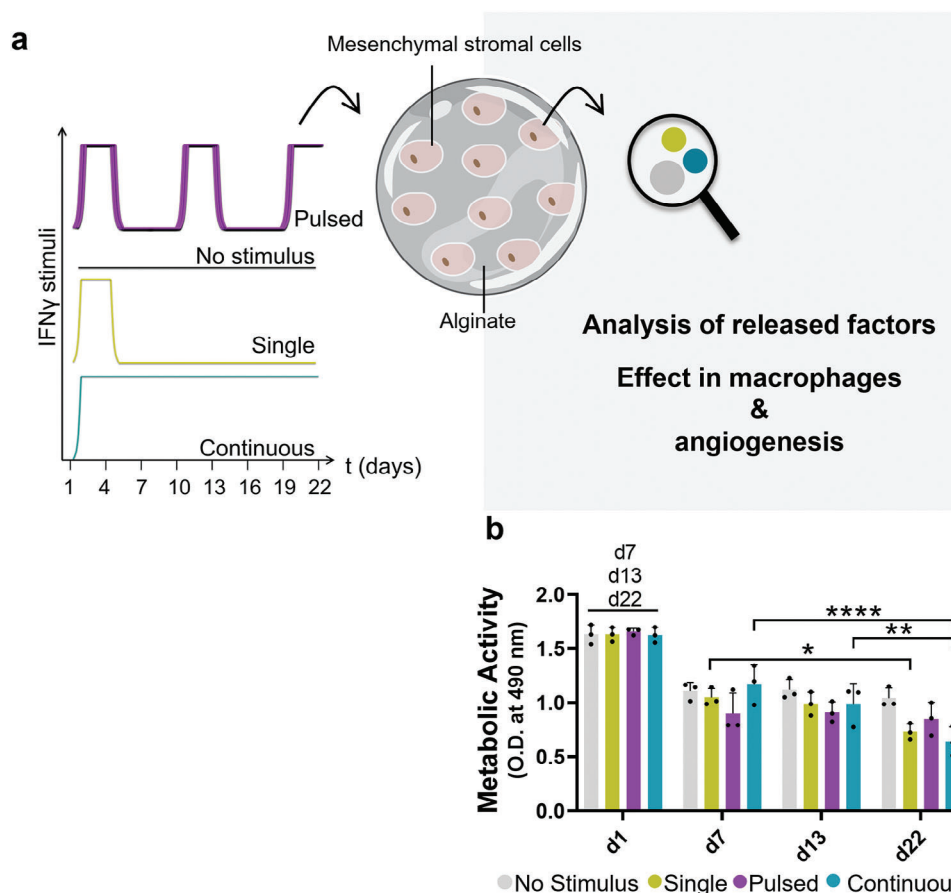 a
Mesenchymal stromal cells
IFNγ stimuli
Pulsed
No stimulus
Single
Continuous
t (days)
1 4 7 10 13 16 19 22
Alginate
Analysis of released factors
Effect in macrophages
&
angiogenesis
b
d7
d13
d22
****
**
*
Metabolic Activity
(O.D. at 490 nm)
2.0
1.5
1.0
0.5
0.0
d1 d7 d13 d22
No Stimulus Single Pulsed Continuous